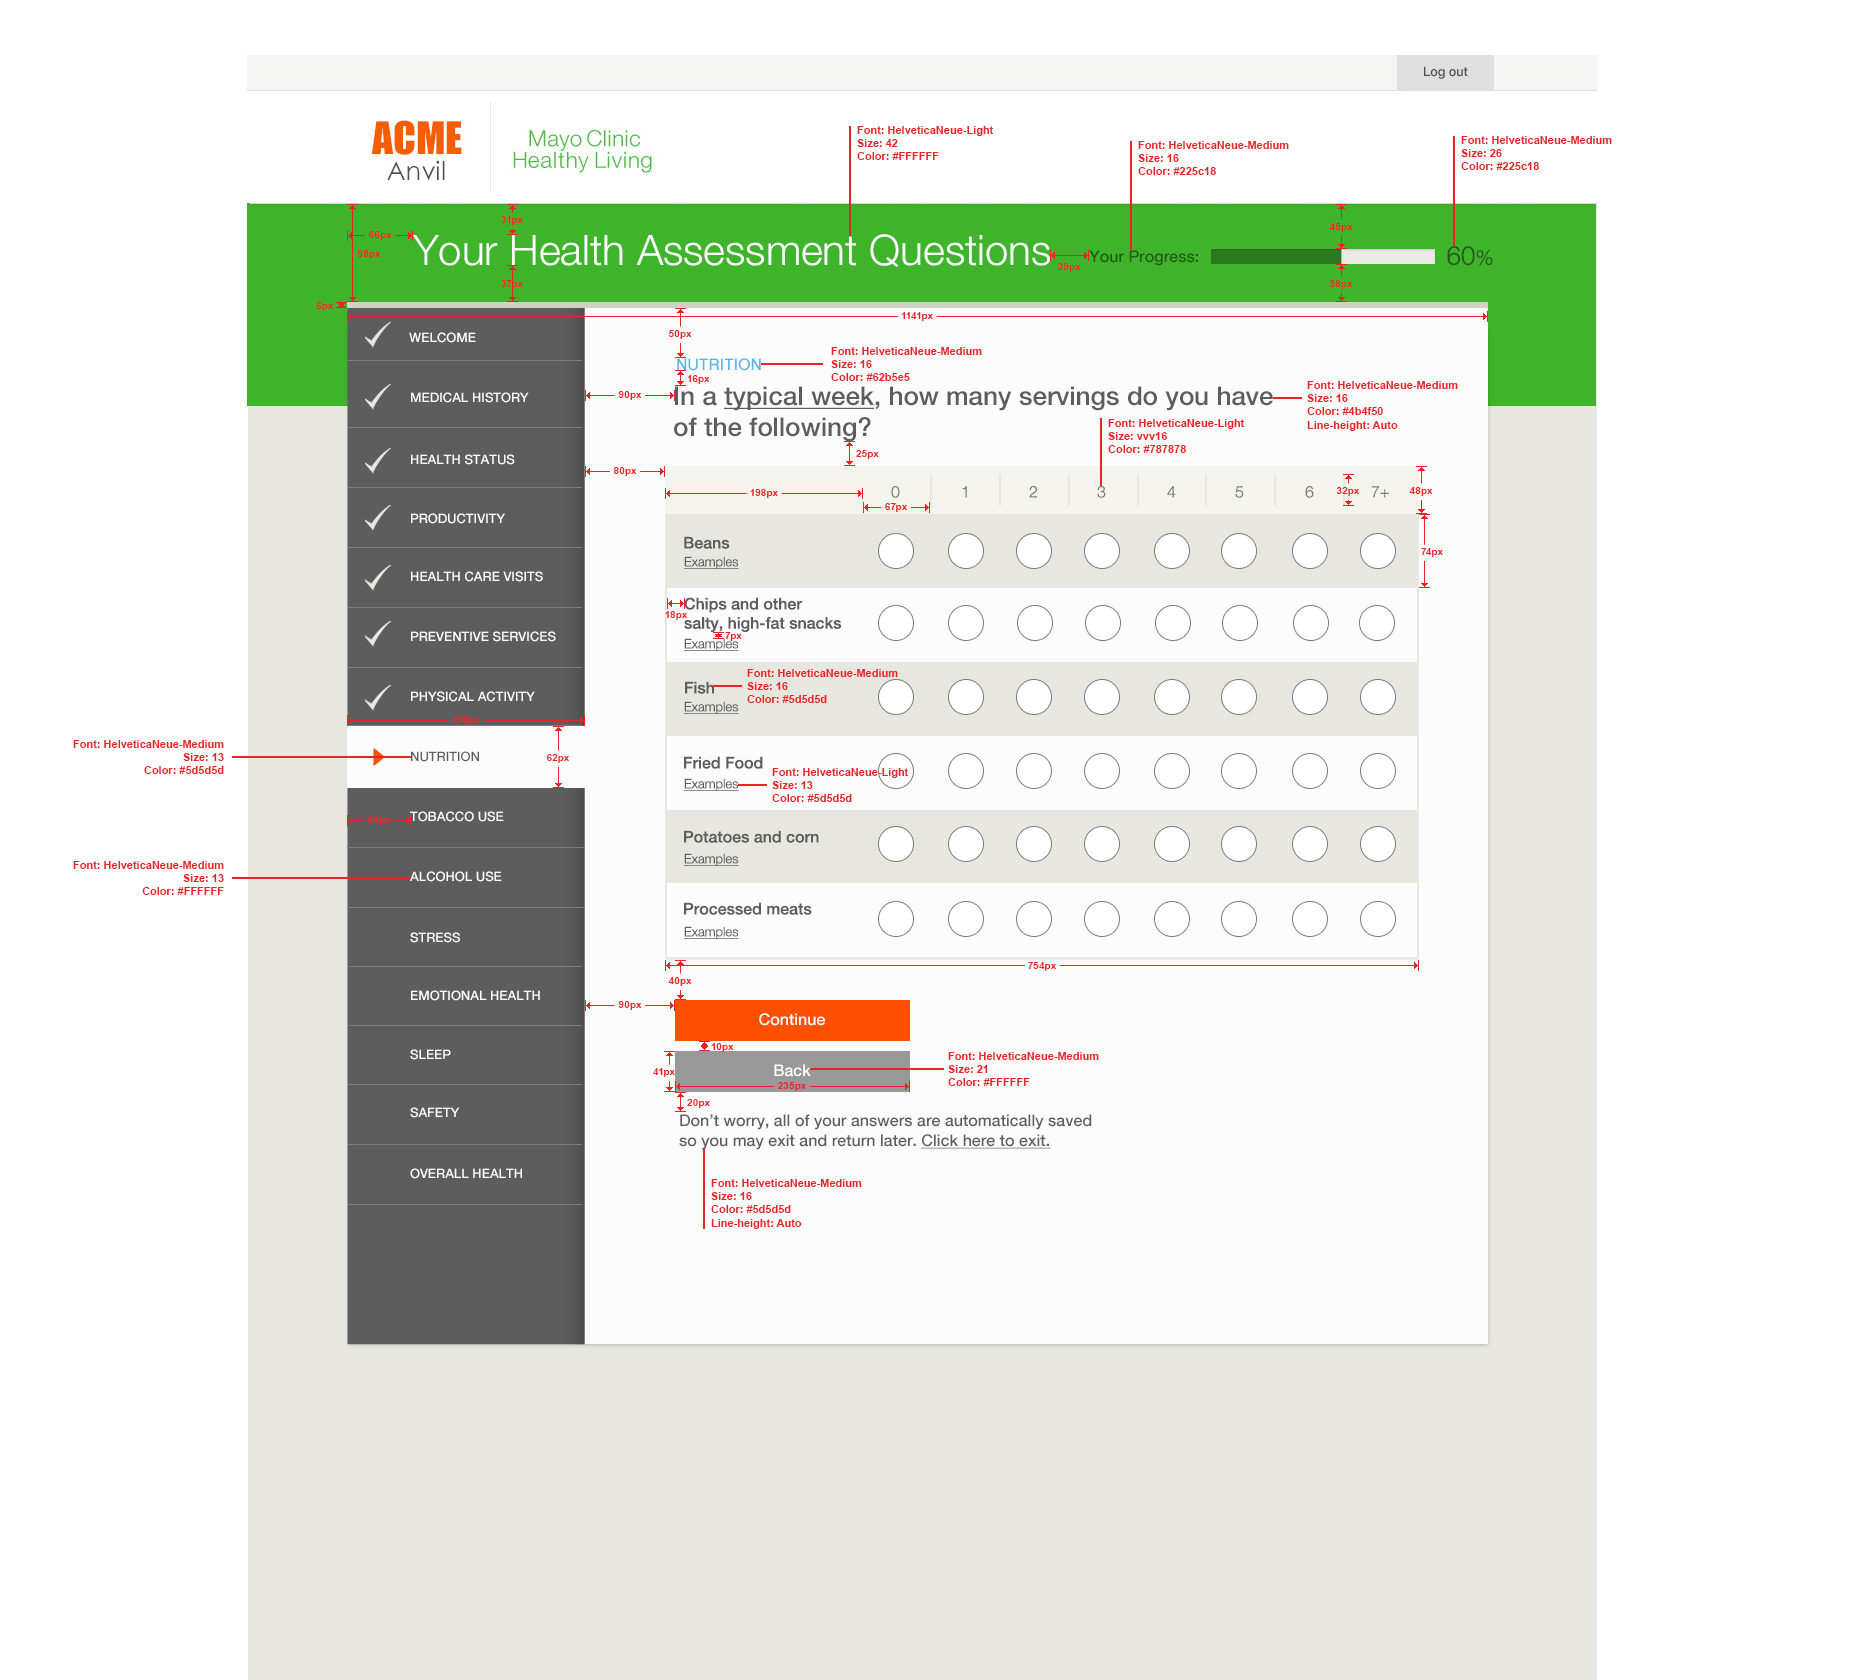 Log out
ACME
Anvil
Mayo Clinic
Healthy Living
Font: HelveticaNeue-Light
Size: 42
Color: #FFFFFF
Font: HelveticaNeue-Medium
Size: 16
Color: #225c18
Font: HelveticaNeue-Medium
Size: 26
Color: #225c18
31px
45px
66px
98px
Your Health Assessment Questions
39px
Your Progress:
60%
37px
38px
6px
1141px
WELCOME
50px
NUTRITION
Font: HelveticaNeue-Medium
Size: 16
Color: #62b5e5
16px
MEDICAL HISTORY
90px
In a typical week, how many servings do you have
of the following?
Font: HelveticaNeue-Medium
Size: 16
Color: #4b4f50
Line-height: Auto
Font: HelveticaNeue-Light
Size: vvv16
Color: #787878
25px
HEALTH STATUS
80px
198px
0 1 2 3 4 5 6 7+
32px
48px
67px
PRODUCTIVITY
Beans
Examples
74px
HEALTH CARE VISITS
Chips and other
salty, high-fat snacks
Examples
18px
7px
PREVENTIVE SERVICES
Fish
Examples
Font: HelveticaNeue-Medium
Size: 16
Color: #5d5d5d
PHYSICAL ACTIVITY
Font: HelveticaNeue-Medium
Size: 13
Color: #5d5d5d
NUTRITION
62px
Fried Food
Examples
Font: HelveticaNeue-Light
Size: 13
Color: #5d5d5d
64px
TOBACCO USE
Potatoes and corn
Examples
Font: HelveticaNeue-Medium
Size: 13
Color: #FFFFFF
ALCOHOL USE
Processed meats
Examples
STRESS
754px
40px
EMOTIONAL HEALTH
90px
Continue
10px
SLEEP
41px
Back
235px
Font: HelveticaNeue-Medium
Size: 21
Color: #FFFFFF
20px
SAFETY
Don't worry, all of your answers are automatically saved
so you may exit and return later. Click here to exit.
OVERALL HEALTH
Font: HelveticaNeue-Medium
Size: 16
Color: #5d5d5d
Line-height: Auto